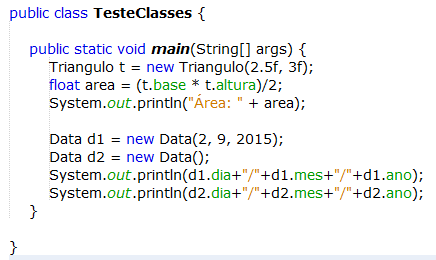 public class TesteClasses {
public static void main(String[] args) {
Triangulo t = new Triangulo(2.5f, 3f);
float area = (t.base * t.altura)/2;
System.out.println("Área: " + area);
Data d1 = new Data(2, 9, 2015);
Data d2 = new Data();
System.out.println(d1.dia+"/"+d1.mes+"/"+d1.ano);
System.out.println(d2.dia+"/"+d2.mes+"/"+d2.ano);
}
}